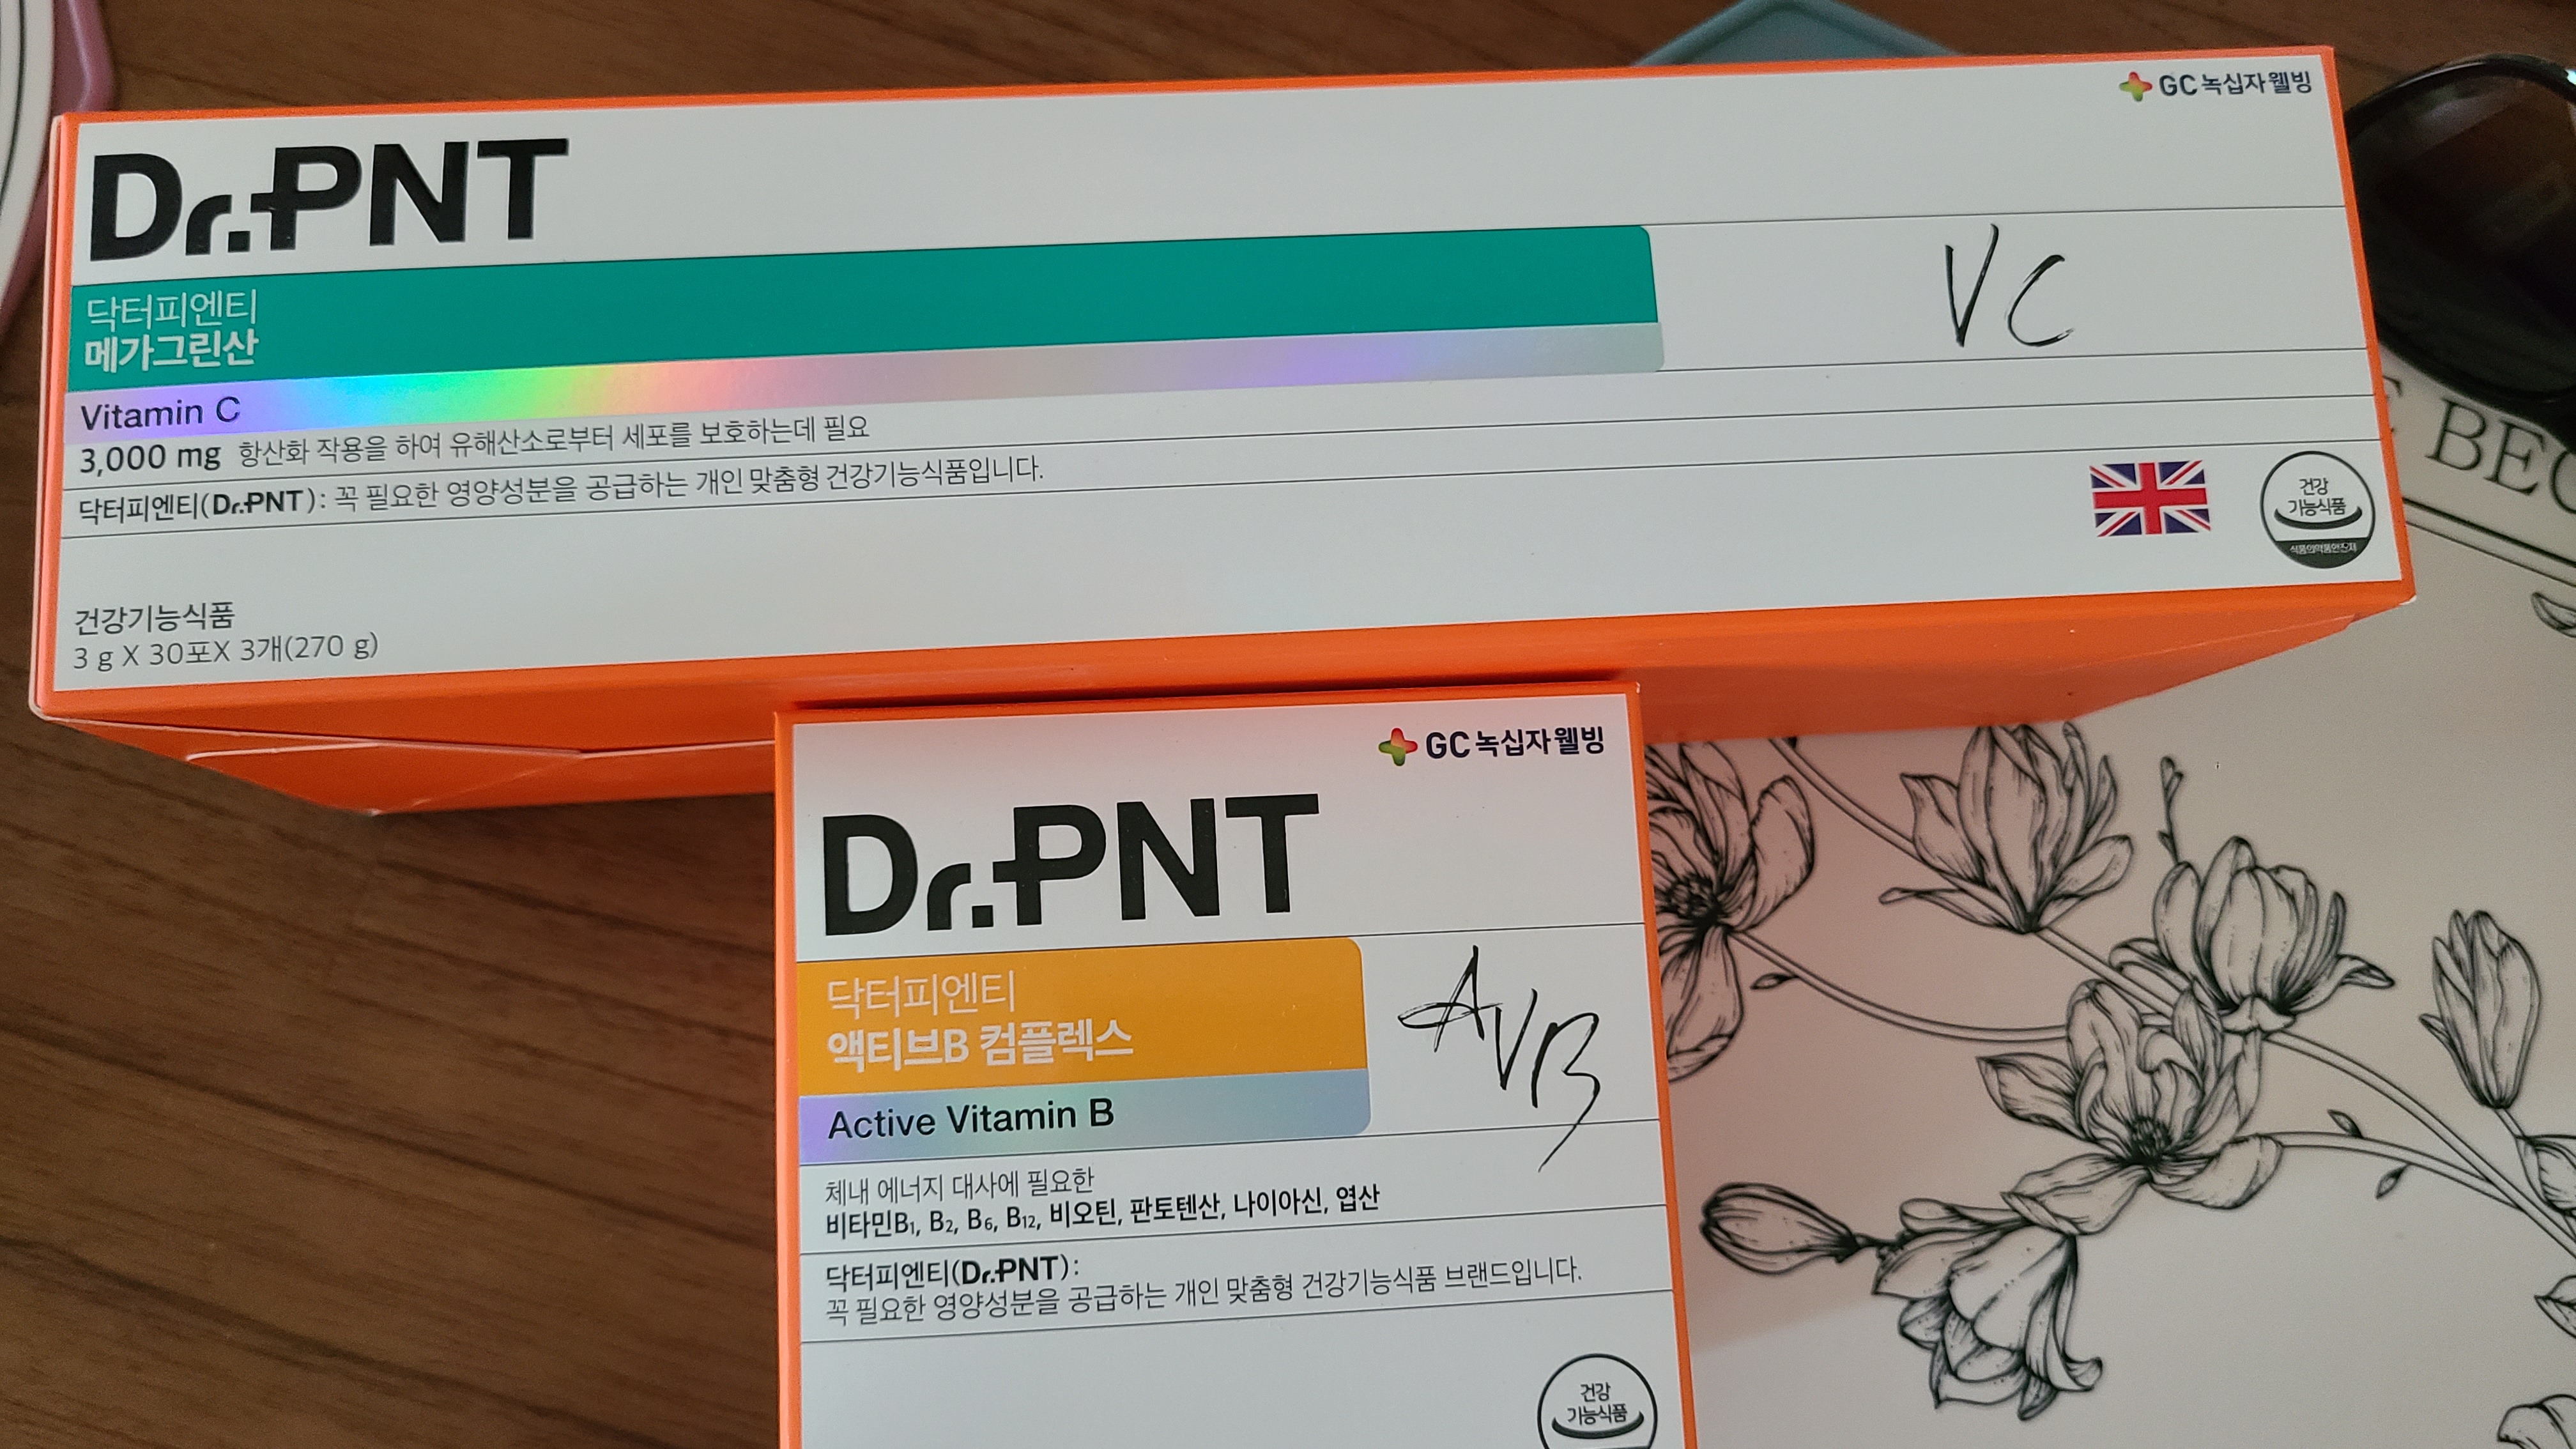 GC녹십자웰빙
Dr.PNT
닥터피엔티
메가그린산
VC
Vitamin C
3,000 mg 항산화 작용을 하여 유해산소로부터 세포를 보호하는데 필요
닥터피엔티(Dr.PNT): 꼭 필요한 영양성분을 공급하는 개인 맞춤형 건강기능식품입니다.
건강
기능식품
건강기능식품
3 g X 30포X 3개(270 g)
BEC
GC녹십자웰빙
Dr.PNT
닥터피엔티
액티브B 컴플렉스
AVB
Active Vitamin B
체내 에너지 대사에 필요한
비타민B₁, B₂, B₆, B₁₂, 비오틴, 판토텐산, 나이아신, 엽산
닥터피엔티(Dr.PNT):
꼭 필요한 영양성분을 공급하는 개인 맞춤형 건강기능식품 브랜드입니다.
건강
기능식품